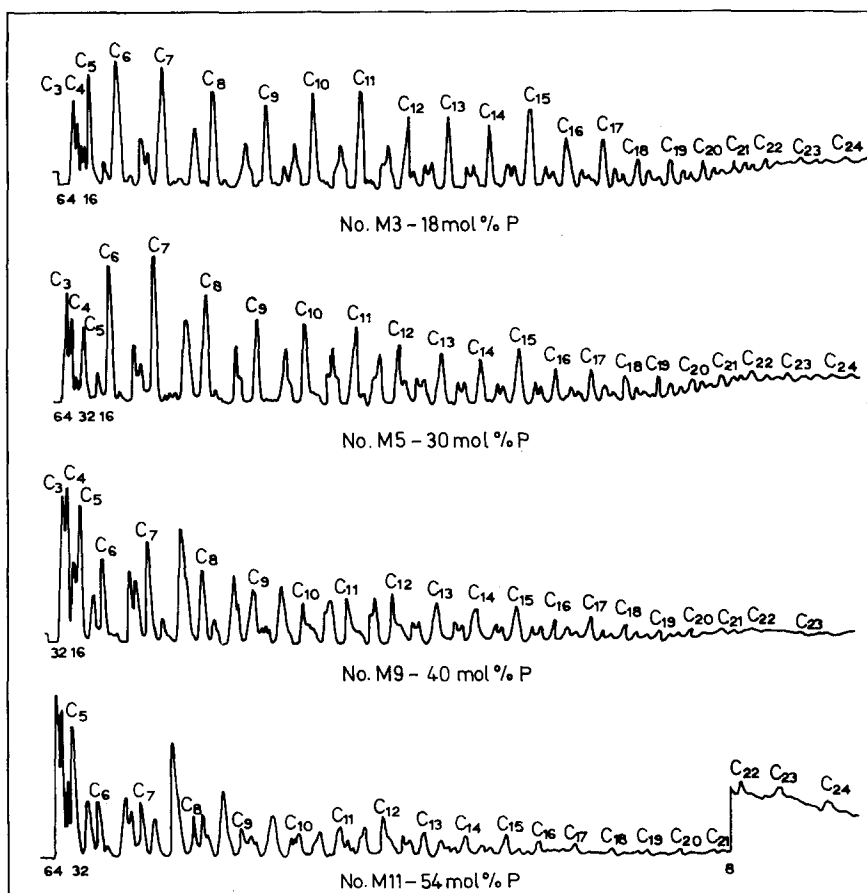 C3 C4 C5 C6 C7 C8 C9 C10 C11 C12 C13 C14 C15 C16 C17 C18 C19 C20 C21 C22 C23 C24
64 16
No. M3 – 18 mol % P
C3 C4 C5 C6 C7 C8 C9 C10 C11 C12 C13 C14 C15 C16 C17 C18 C19 C20 C21 C22 C23 C24
64 32 16
No. M5 – 30 mol % P
C3 C4 C5 C6 C7 C8 C9 C10 C11 C12 C13 C14 C15 C16 C17 C18 C19 C20 C21 C22 C23
32 16
No. M9 – 40 mol % P
C5 C6 C7 C8 C9 C10 C11 C12 C13 C14 C15 C16 C17 C18 C19 C20 C21 C22 C23 C24
64 32 8
No. M11 – 54 mol % P